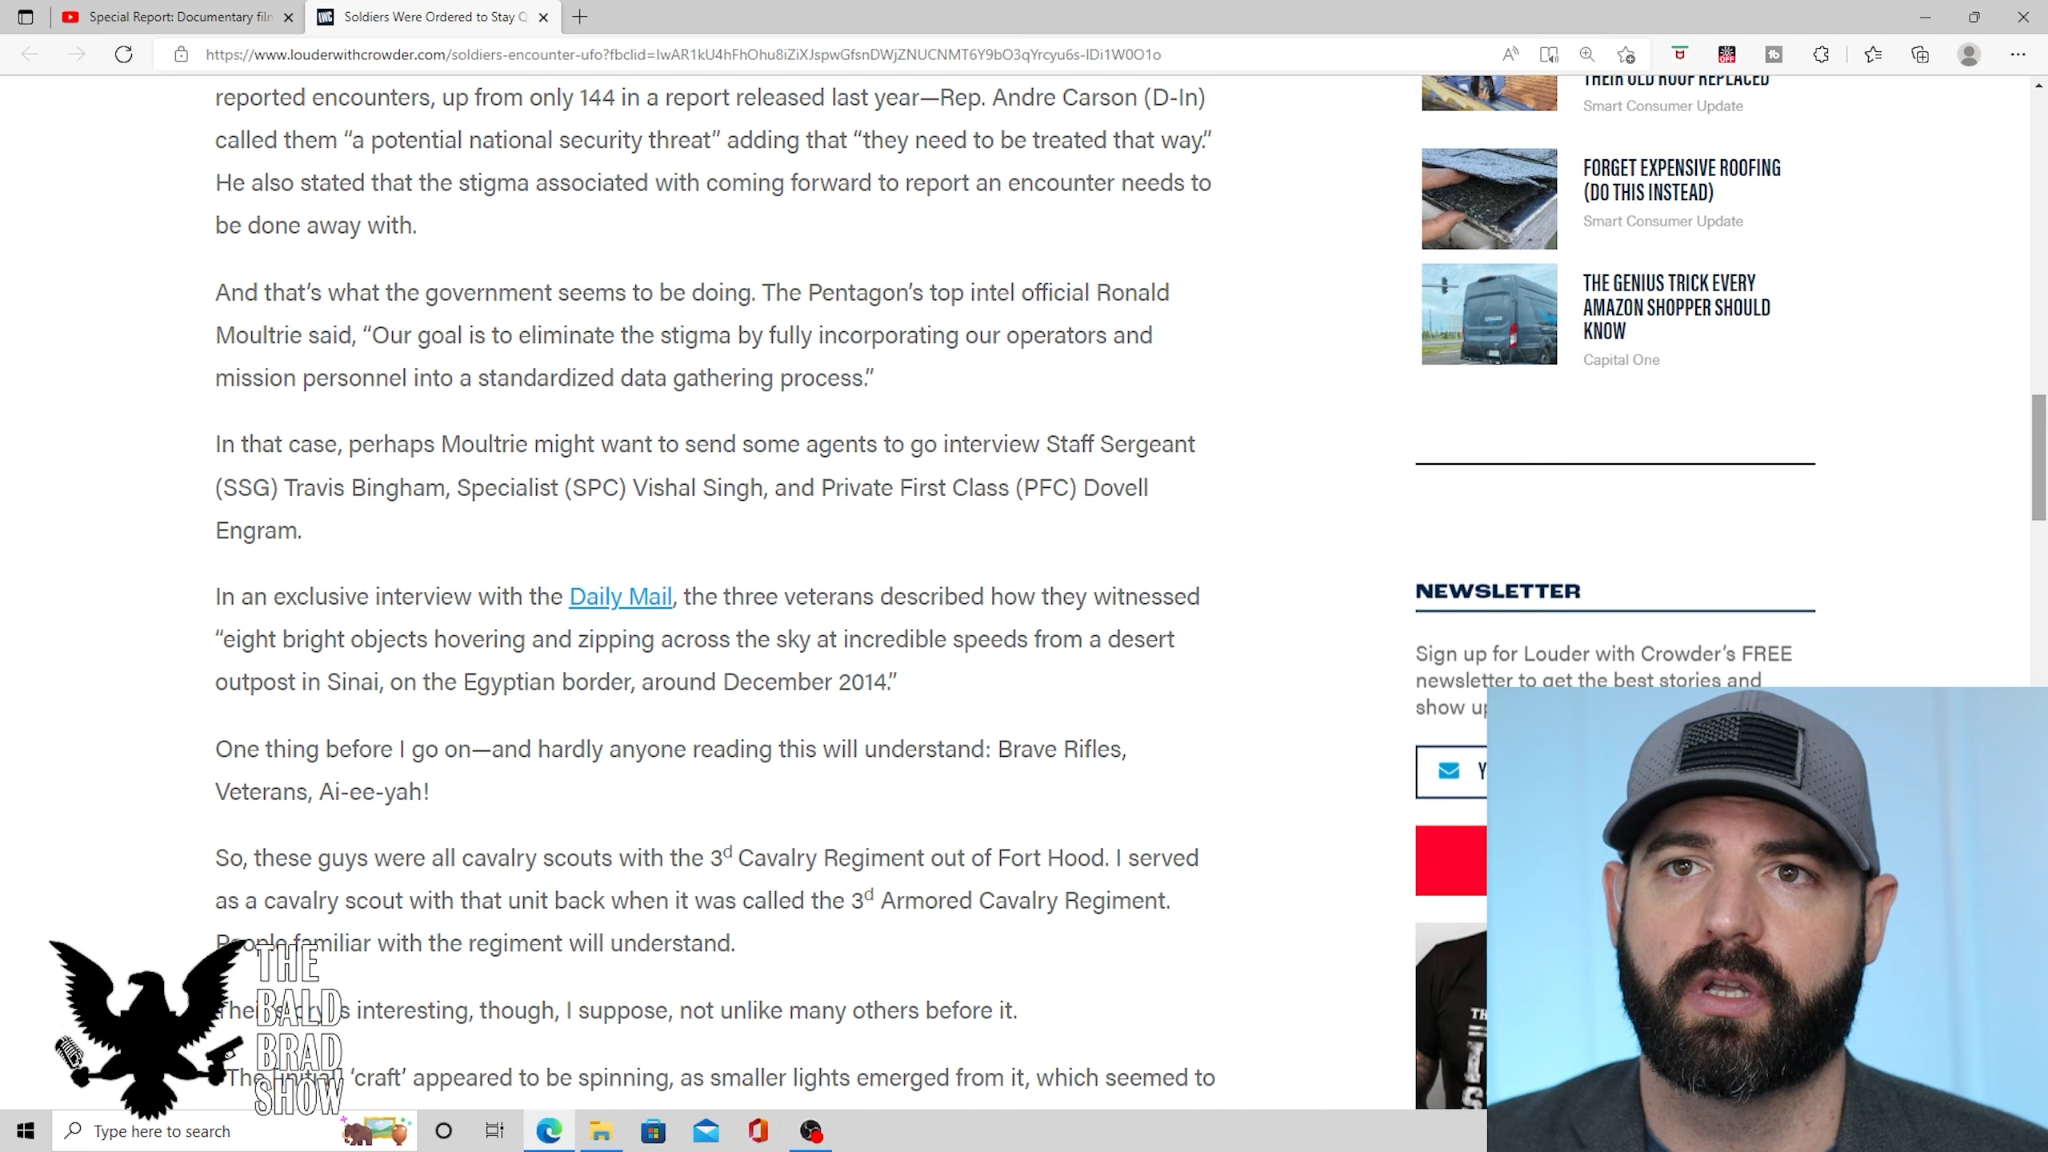 Special Report: Documentary film
Soldiers Were Ordered to Stay Q
https://www.louderwithcrowder.com/soldiers-encounter-ufo?fbclid=IwAR1kU4hFhOhu8iZiXJspwGfsnDWjZNUCNMT6Y9bO3qYrcyu6s-IDi1W0O1o
reported encounters, up from only 144 in a report released last year—Rep. Andre Carson (D-In)
called them “a potential national security threat” adding that “they need to be treated that way.”
He also stated that the stigma associated with coming forward to report an encounter needs to
be done away with.
And that’s what the government seems to be doing. The Pentagon’s top intel official Ronald
Moultrie said, “Our goal is to eliminate the stigma by fully incorporating our operators and
mission personnel into a standardized data gathering process.”
In that case, perhaps Moultrie might want to send some agents to go interview Staff Sergeant
(SSG) Travis Bingham, Specialist (SPC) Vishal Singh, and Private First Class (PFC) Dovell
Engram.
In an exclusive interview with the Daily Mail, the three veterans described how they witnessed
“eight bright objects hovering and zipping across the sky at incredible speeds from a desert
outpost in Sinai, on the Egyptian border, around December 2014.”
One thing before I go on—and hardly anyone reading this will understand: Brave Rifles,
Veterans, Ai-ee-yah!
So, these guys were all cavalry scouts with the 3d Cavalry Regiment out of Fort Hood. I served
as a cavalry scout with that unit back when it was called the 3d Armored Cavalry Regiment.
People familiar with the regiment will understand.
interesting, though, I suppose, not unlike many others before it.
“The initial ‘craft’ appeared to be spinning, as smaller lights emerged from it, which seemed to
THEIR OLD ROOF REPLACED
Smart Consumer Update
FORGET EXPENSIVE ROOFING
(DO THIS INSTEAD)
Smart Consumer Update
THE GENIUS TRICK EVERY
AMAZON SHOPPER SHOULD
KNOW
Capital One
NEWSLETTER
Sign up for Louder with Crowder’s FREE
newsletter to get the best stories and
show up
Y
TH
THE
BALD
BRAD
SHOW
Type here to search